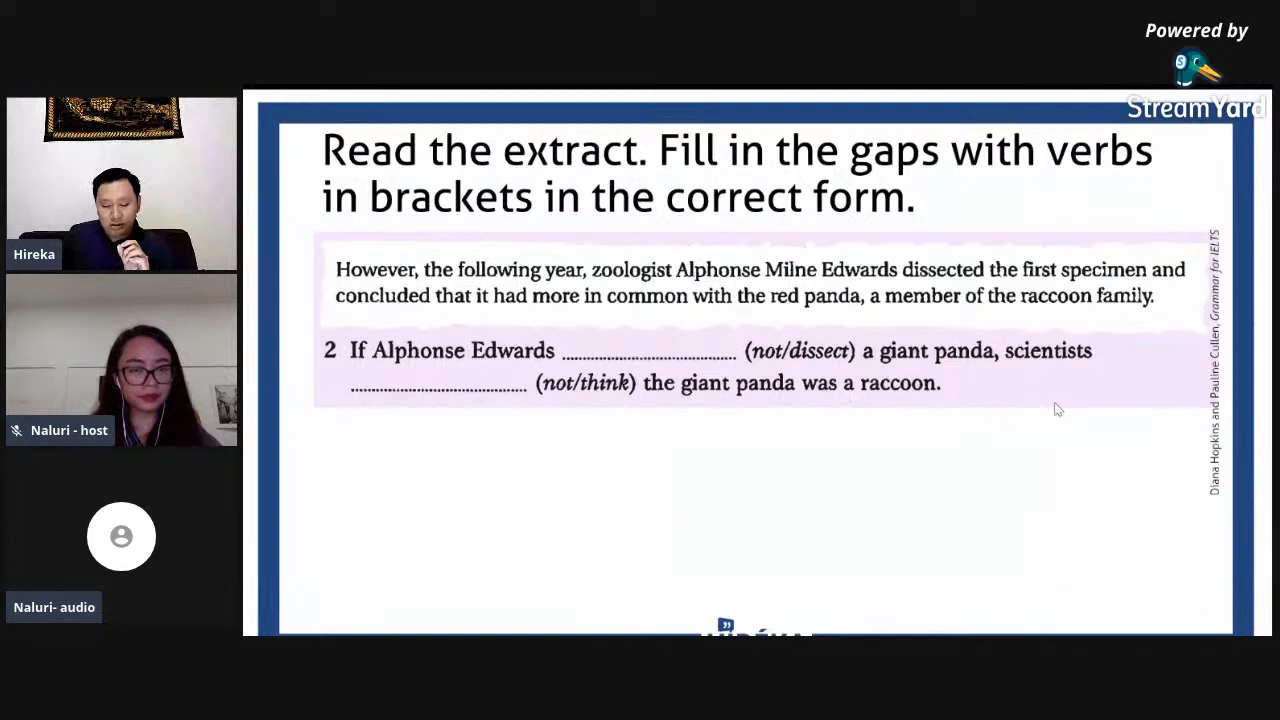 Powered by
StreamYard
Read the extract. Fill in the gaps with verbs
in brackets in the correct form.
However, the following year, zoologist Alphonse Milne Edwards dissected the first specimen and
concluded that it had more in common with the red panda, a member of the raccoon family.
2 If Alphonse Edwards ........................................ (not/dissect) a giant panda, scientists
........................................ (not/think) the giant panda was a raccoon.
Diana Hopkins and Pauline Cullen, Grammar for IELTS
Hireka
Naluri - host
Naluri- audio